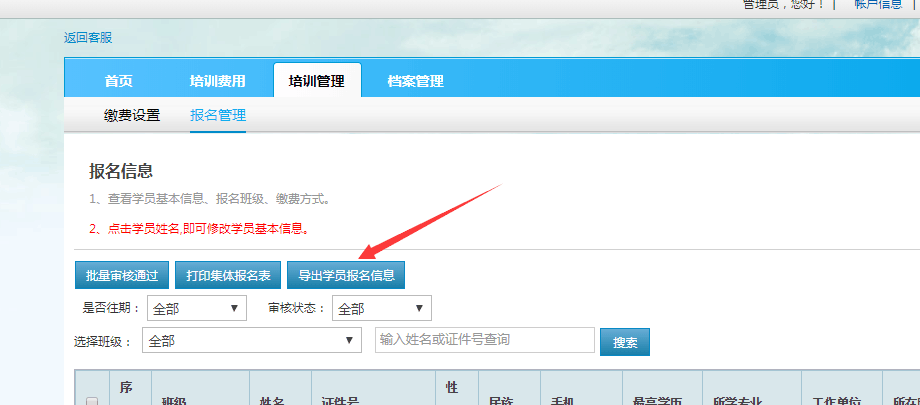 管理员，您好！ | 帐户信息 |
返回客服
首页 培训费用 培训管理 档案管理
缴费设置 报名管理
报名信息
1、查看学员基本信息、报名班级、缴费方式。
2、点击学员姓名,即可修改学员基本信息。
批量审核通过 打印集体报名表 导出学员报名信息
是否往期： 全部 审核状态： 全部
选择班级： 全部 输入姓名或证件号查询 搜索
序 班级 姓名 证件号 性 民族 手机 最高学历 所学专业 工作单位 所在